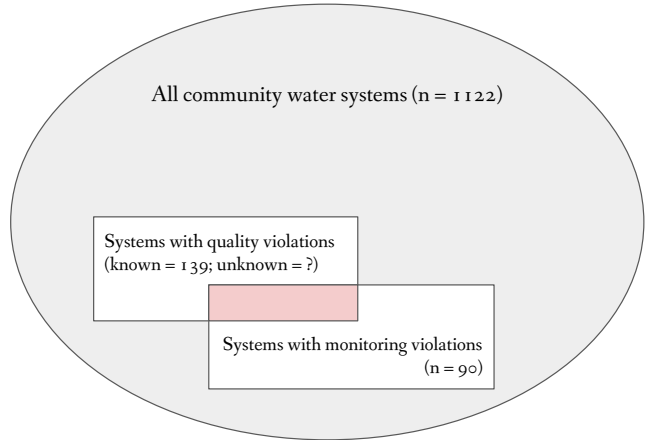 All community water systems (n = 1122)
Systems with quality violations
(known = 139; unknown = ?)
Systems with monitoring violations
(n = 90)